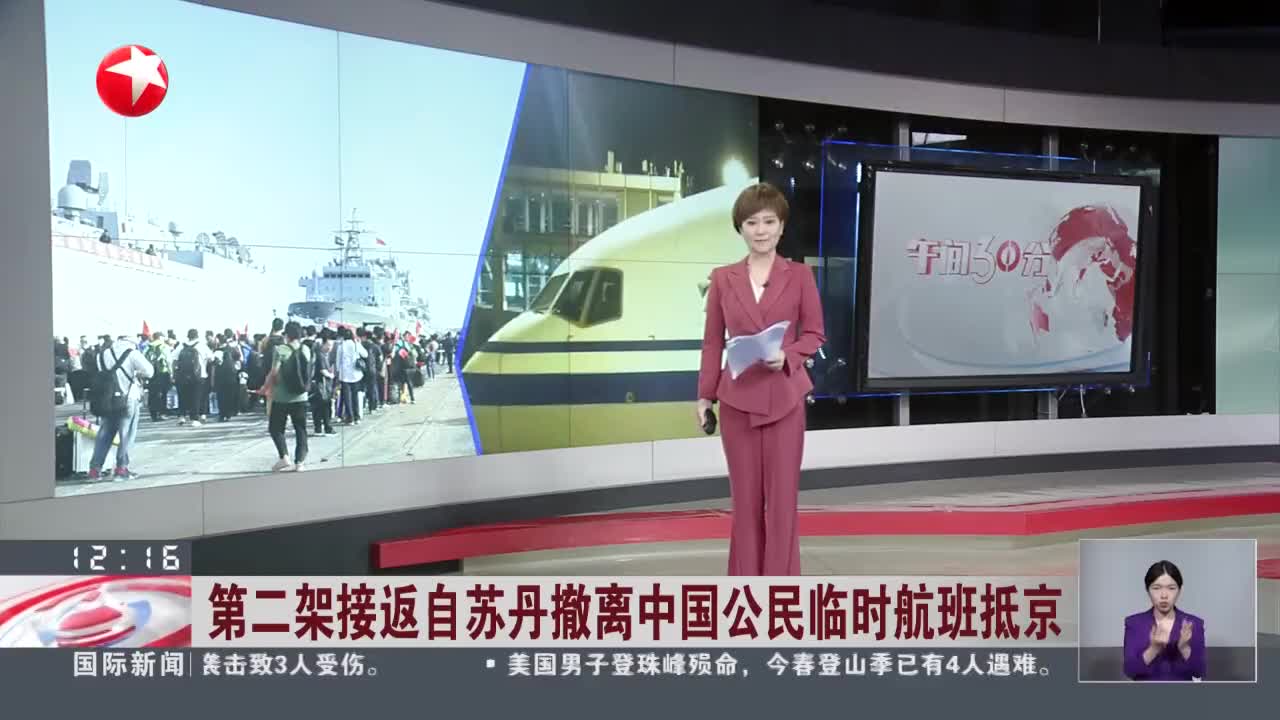 午间30分
12:16
第二架接返自苏丹撤离中国公民临时航班抵京
国际新闻 袭击致3人受伤。 ▪ 美国男子登珠峰殒命，今春登山季已有4人遇难。